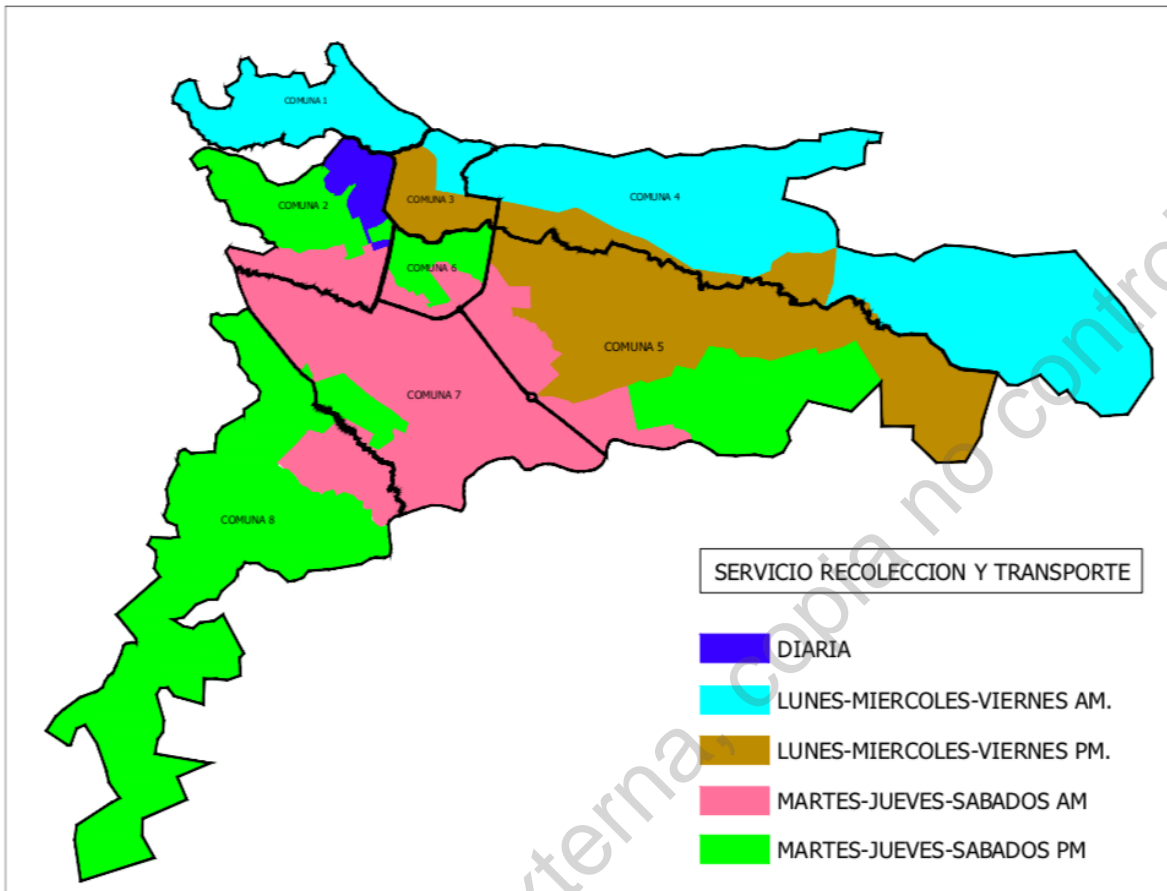 COMUNA 1
COMUNA 2
COMUNA 3
COMUNA 4
COMUNA 6
COMUNA 5
COMUNA 7
COMUNA 8
SERVICIO RECOLECCION Y TRANSPORTE
DIARIA
LUNES-MIERCOLES-VIERNES AM.
LUNES-MIERCOLES-VIERNES PM.
MARTES-JUEVES-SABADOS AM
MARTES-JUEVES-SABADOS PM
xterna, copia no contro